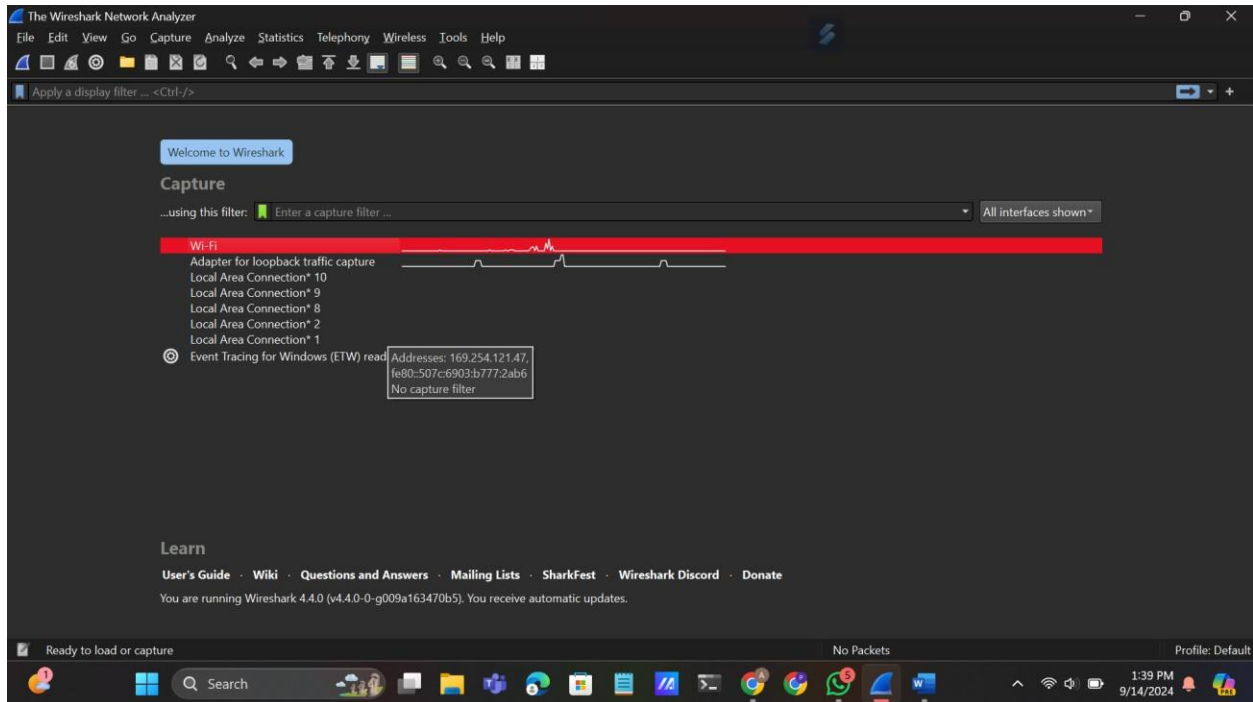 The Wireshark Network Analyzer
File Edit View Go Capture Analyze Statistics Telephony Wireless Tools Help
Apply a display filter ... <Ctrl-/>
Welcome to Wireshark
Capture
...using this filter: Enter a capture filter ... All interfaces shown
Wi-Fi
Adapter for loopback traffic capture
Local Area Connection* 10
Local Area Connection* 9
Local Area Connection* 8
Local Area Connection* 2
Local Area Connection* 1
Event Tracing for Windows (ETW) read
Addresses: 169.254.121.47,
fe80::507c:6903:b777:2ab6
No capture filter
Learn
User's Guide · Wiki · Questions and Answers · Mailing Lists · SharkFest · Wireshark Discord · Donate
You are running Wireshark 4.4.0 (v4.4.0-0-g009a163470b5). You receive automatic updates.
Ready to load or capture No Packets Profile: Default
1 Search 5 1:39 PM
9/14/2024 PRE